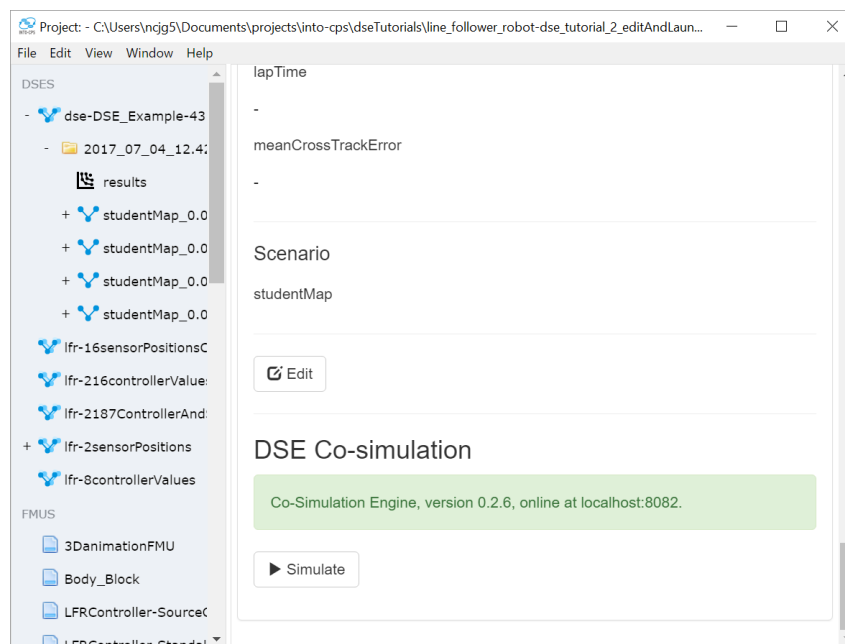 Project: - C:\Users\ncjg5\Documents\projects\into-cps\dseTutorials\line_follower_robot-dse_tutorial_2_editAndLaun...
File Edit View Window Help
DSES
- dse-DSE_Example-43
- 2017_07_04_12.42
results
+ studentMap_0.0
+ studentMap_0.0
+ studentMap_0.0
+ studentMap_0.0
lfr-16sensorPositionsC
lfr-216controllerValues
lfr-2187ControllerAnd
+ lfr-2sensorPositions
lfr-8controllerValues
FMUS
3DanimationFMU
Body_Block
LFRController-SourceC
lapTime
-
meanCrossTrackError
-
Scenario
studentMap
Edit
DSE Co-simulation
Co-Simulation Engine, version 0.2.6, online at localhost:8082.
Simulate